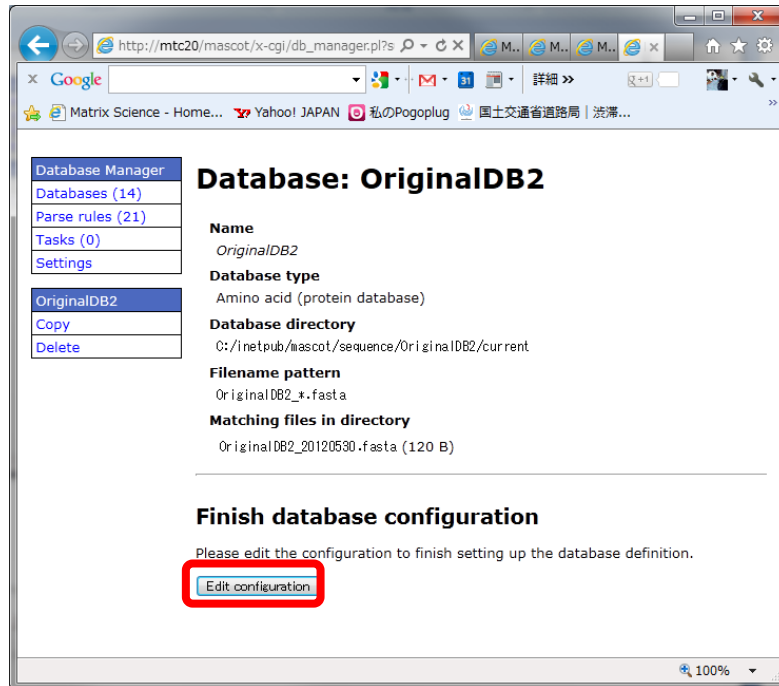 http://mtc20/mascot/x-cgi/db_manager.pl?s
M.. M.. M..
x Google 31 詳細 »
Matrix Science - Home... Yahoo! JAPAN 私のPogoplug 国土交通省道路局 | 渋滞... »
Database Manager
Databases (14)
Parse rules (21)
Tasks (0)
Settings
OriginalDB2
Copy
Delete
Database: OriginalDB2
Name
OriginalDB2
Database type
Amino acid (protein database)
Database directory
C:/inetpub/mascot/sequence/OriginalDB2/current
Filename pattern
OriginalDB2_*.fasta
Matching files in directory
OriginalDB2_20120530.fasta (120 B)
Finish database configuration
Please edit the configuration to finish setting up the database definition.
Edit configuration
100%